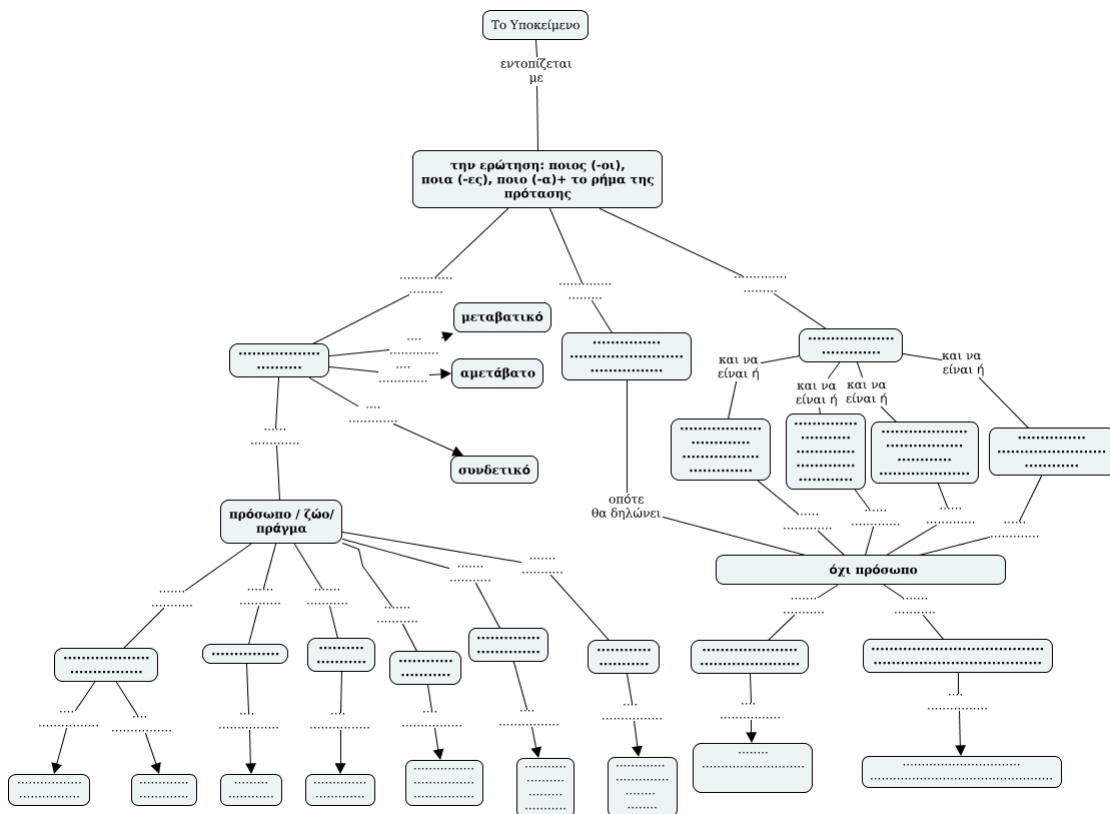 Το Υποκείμενο
εντοπίζεται
με
την ερώτηση: ποιος (-οι),
ποια (-ες), ποιο (-α)+ το ρήμα της
πρότασης
μεταβατικό
αμετάβατο
συνδετικό
και να
είναι ή
και να
είναι ή
και να
είναι ή
και να
είναι ή
πρόσωπο / ζώο/
πράγμα
οπότε
θα δηλώνει
όχι πρόσωπο